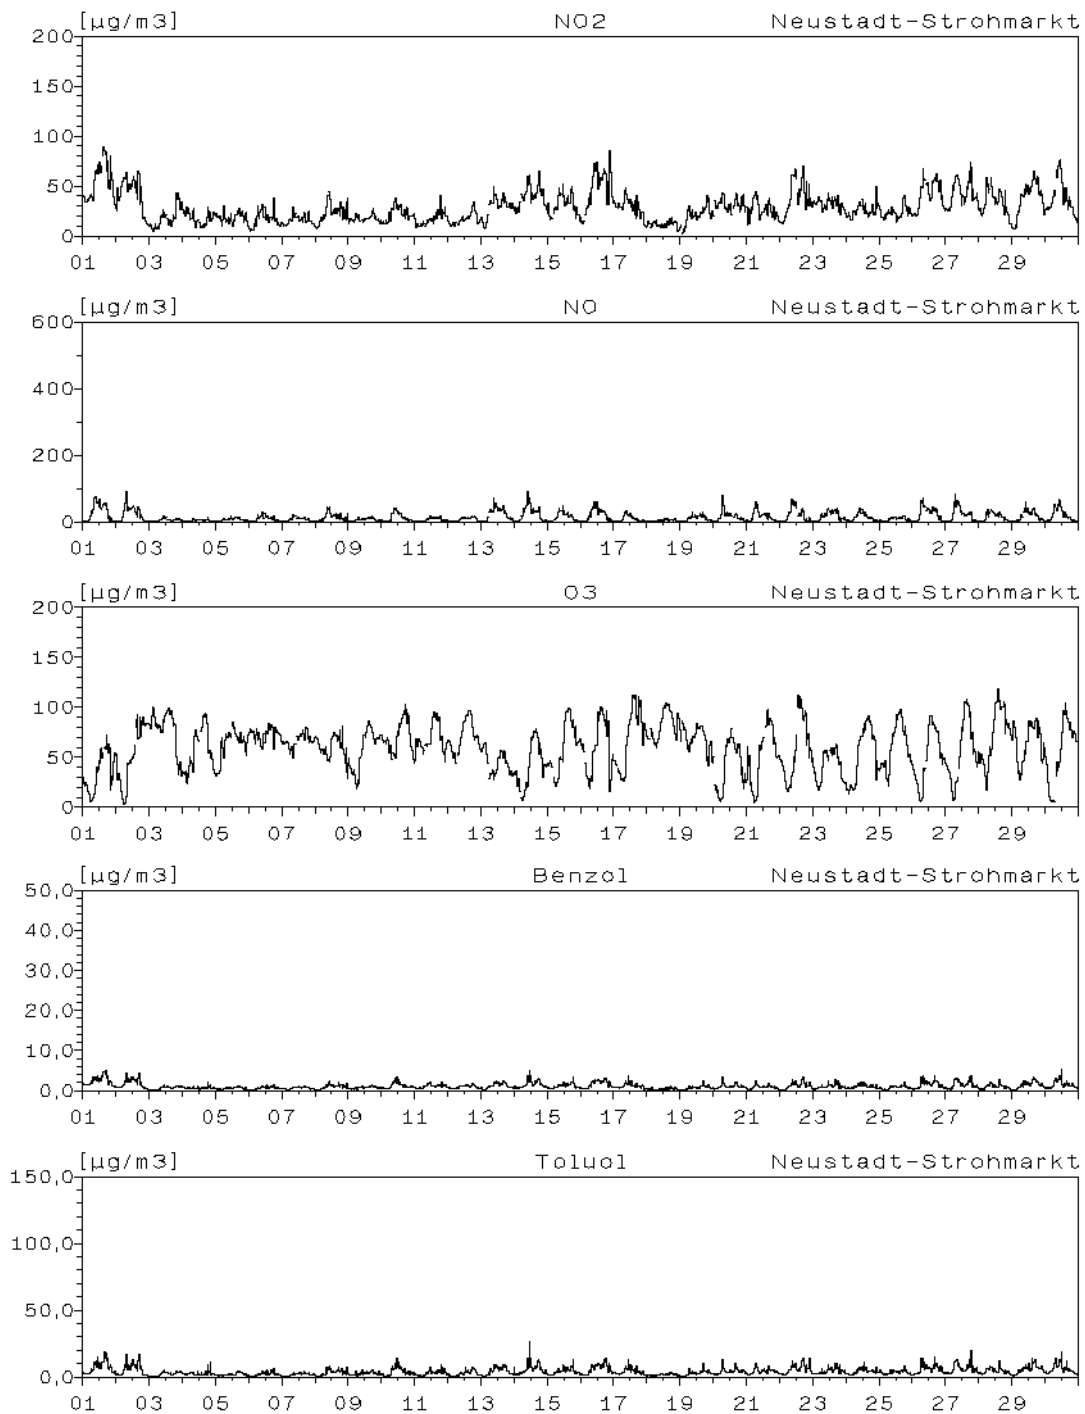 [µg/m3] NO2 Neustadt-Strohmarkt
200
150
100
50
0
01 03 05 07 09 11 13 15 17 19 21 23 25 27 29
[µg/m3] NO Neustadt-Strohmarkt
600
400
200
0
01 03 05 07 09 11 13 15 17 19 21 23 25 27 29
[µg/m3] O3 Neustadt-Strohmarkt
200
150
100
50
0
01 03 05 07 09 11 13 15 17 19 21 23 25 27 29
[µg/m3] Benzol Neustadt-Strohmarkt
50,0
40,0
30,0
20,0
10,0
0,0
01 03 05 07 09 11 13 15 17 19 21 23 25 27 29
[µg/m3] Toluol Neustadt-Strohmarkt
150,0
100,0
50,0
0,0
01 03 05 07 09 11 13 15 17 19 21 23 25 27 29